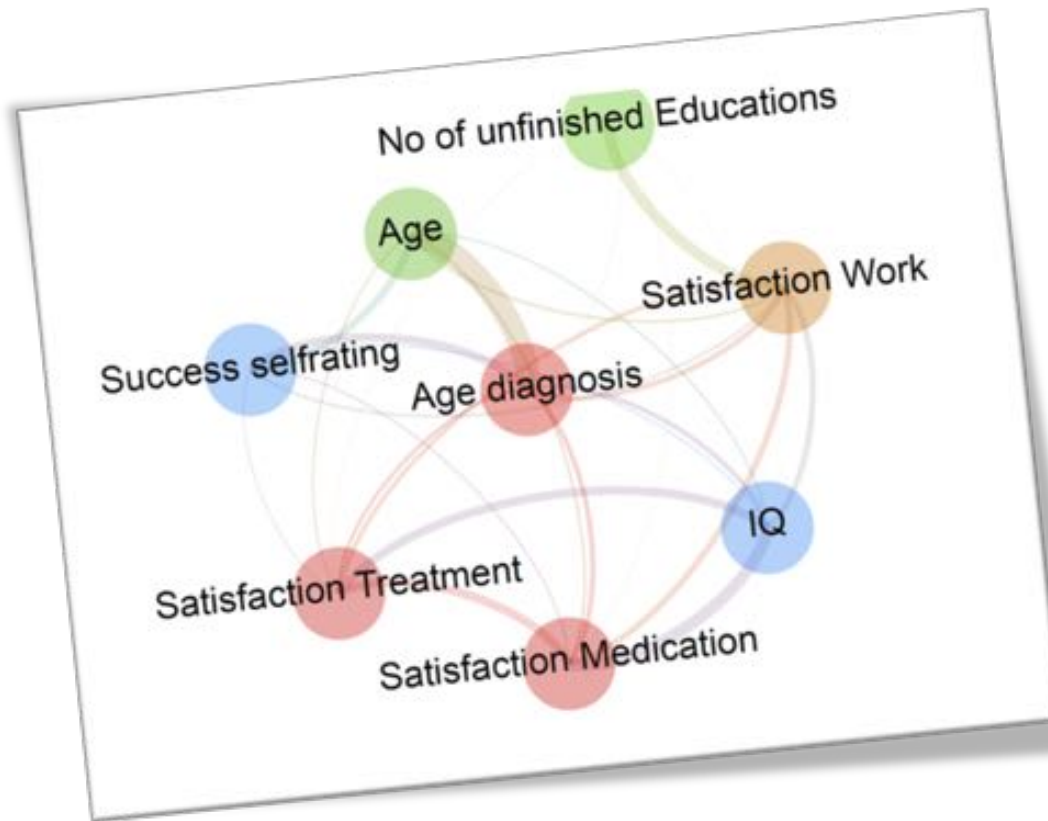 No of unfinished Educations
Age
Satisfaction Work
Success selfrating
Age diagnosis
IQ
Satisfaction Treatment
Satisfaction Medication